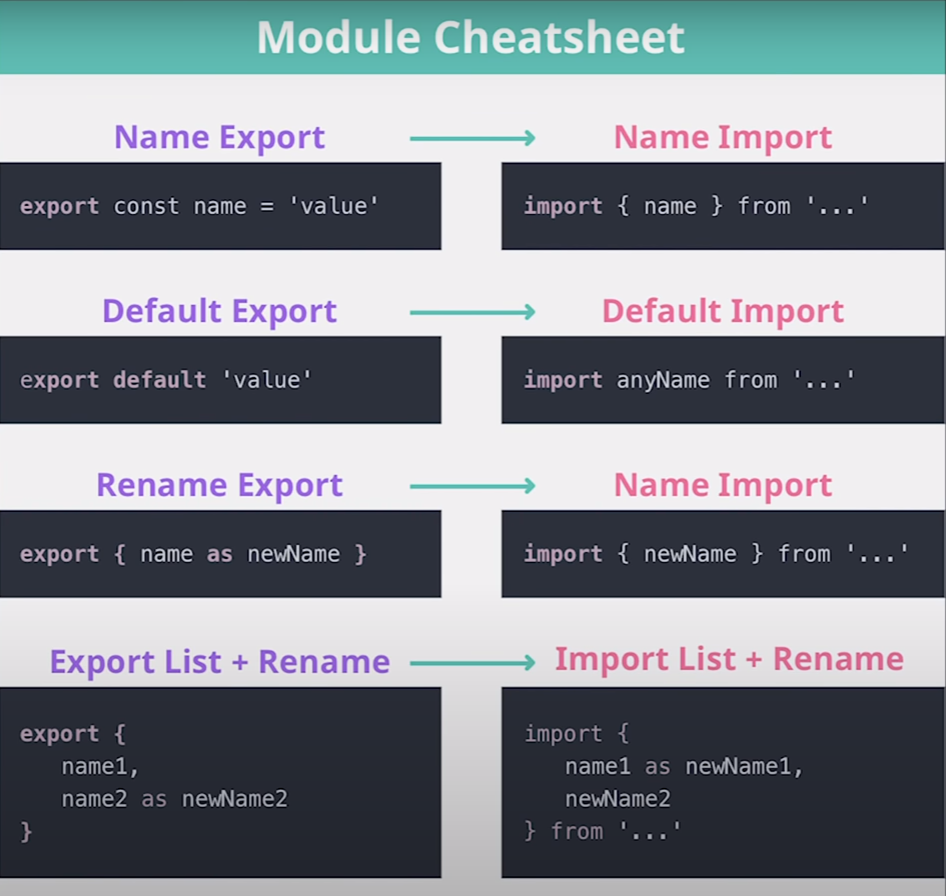 Module Cheatsheet
Name Export
Name Import
export const name = 'value'
import { name } from '...'
Default Export
Default Import
export default 'value'
import anyName from '...'
Rename Export
Name Import
export { name as newName }
import { newName } from '...'
Export List + Rename
Import List + Rename
export {
name1,
name2 as newName2
}
import {
name1 as newName1,
newName2
} from '...'